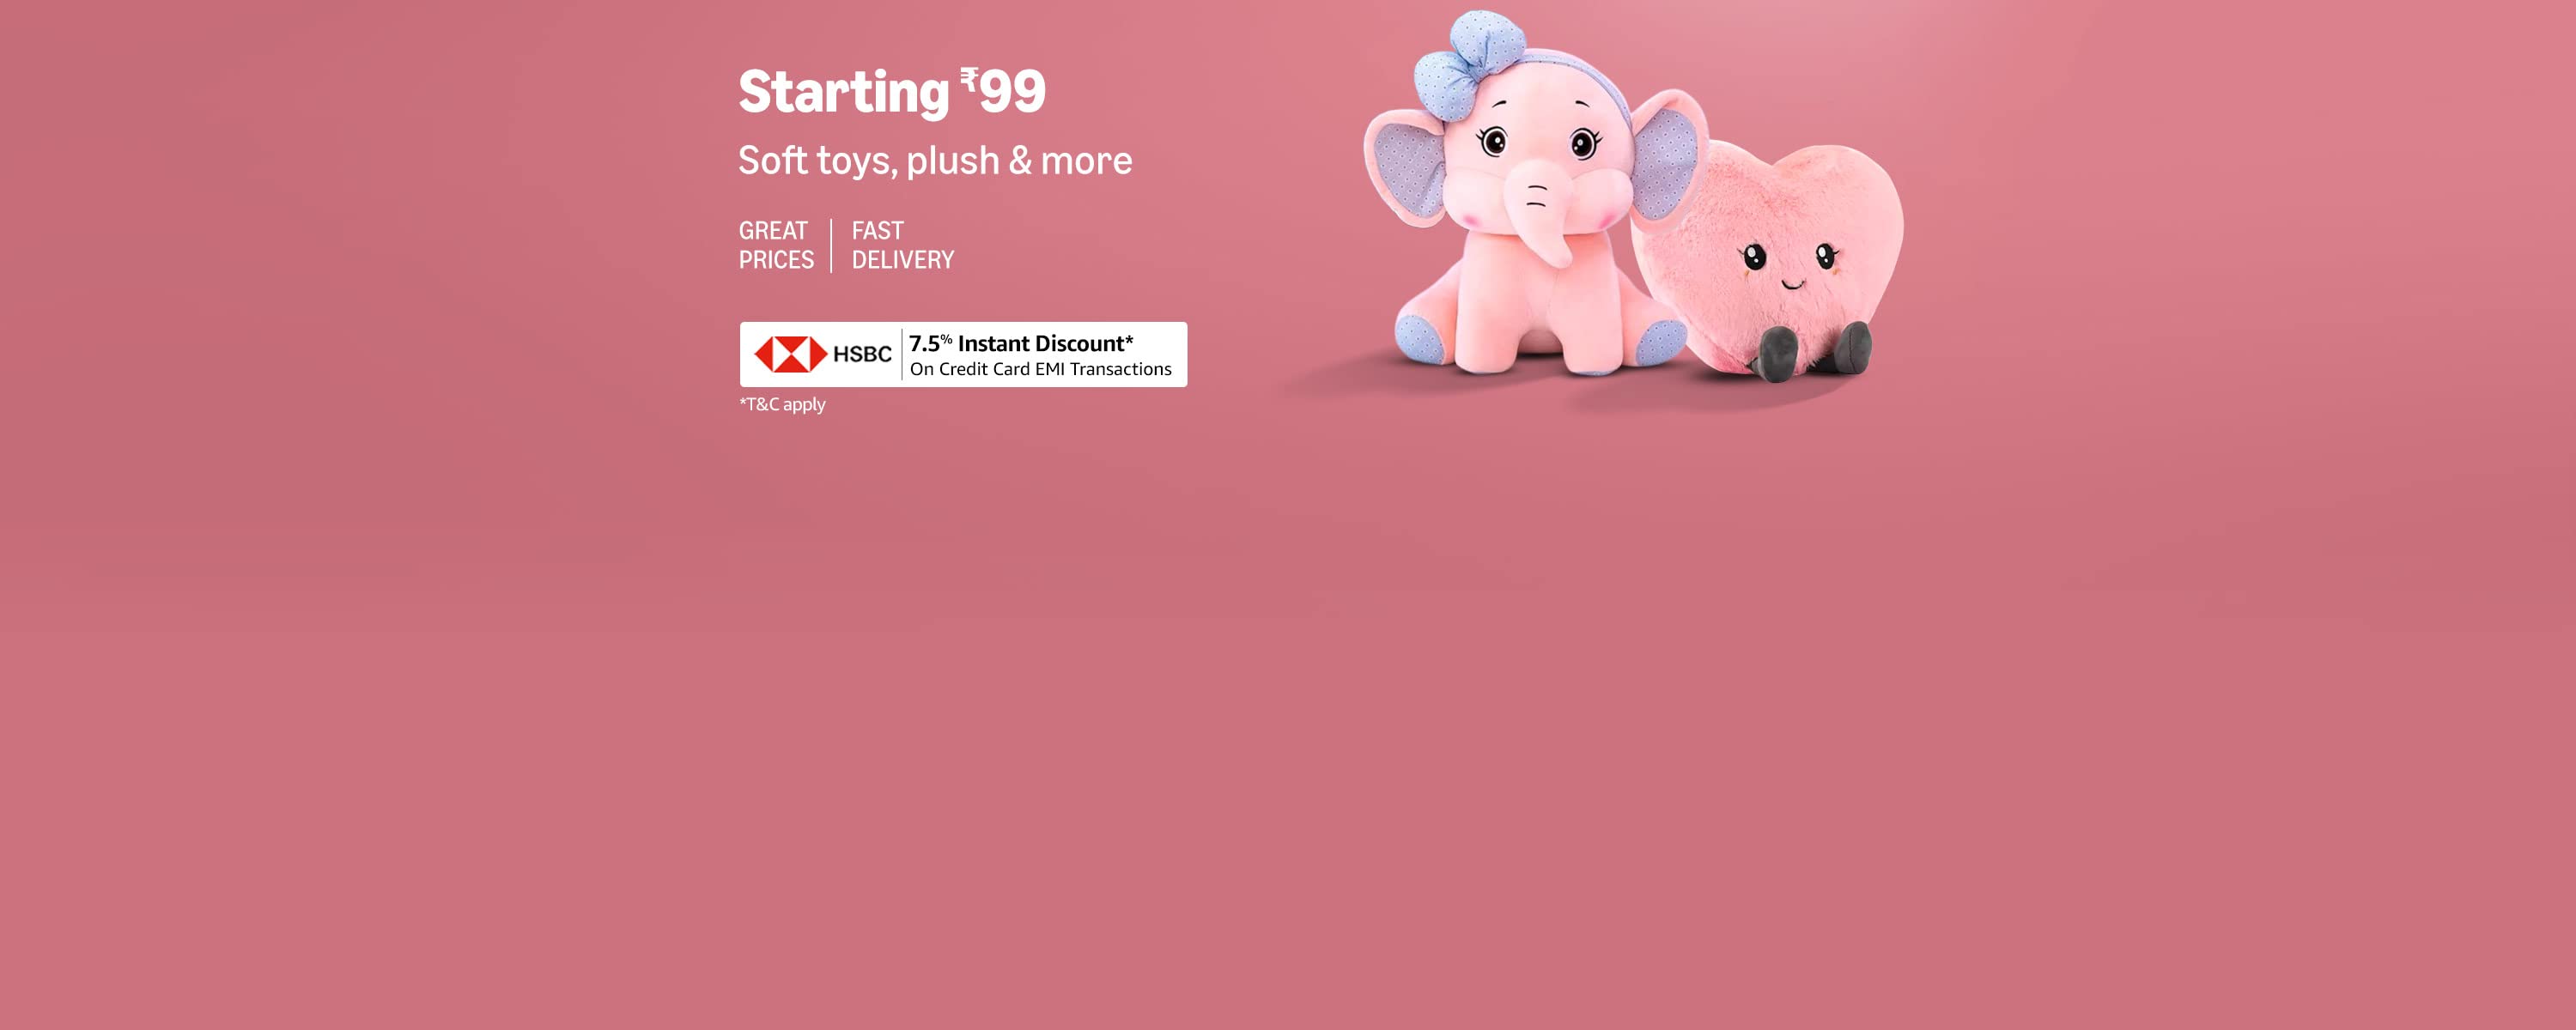 Starting ₹99
Soft toys, plush & more
GREAT
PRICES
FAST
DELIVERY
HSBC
7.5% Instant Discount*
On Credit Card EMI Transactions
*T&C apply